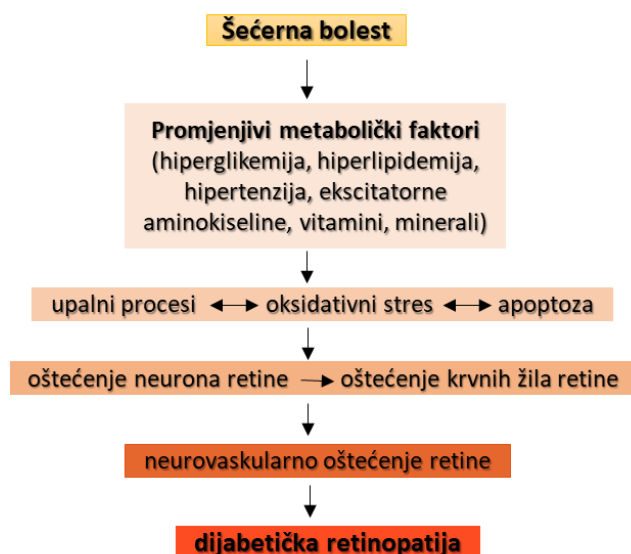 Šećerna bolest
Promjenjivi metabolički faktori
(hiperglikemija, hiperlipidemija,
hipertenzija, ekscitatorne
aminokiseline, vitamini, minerali)
upalni procesi oksidativni stres apoptoza
oštećenje neurona retine oštećenje krvnih žila retine
neurovaskularno oštećenje retine
dijabetička retinopatija